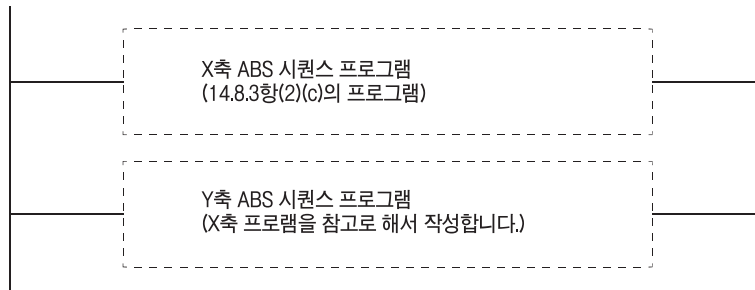 X축 ABS 시퀀스 프로그램
(14.8.3항(2)(c)의 프로그램)
Y축 ABS 시퀀스 프로그램
(X축 프로램을 참고로 해서 작성합니다.)